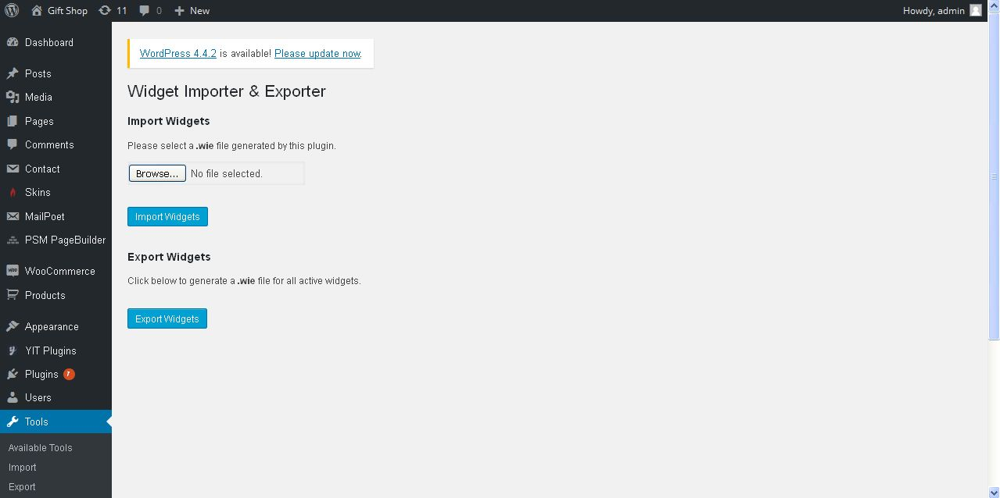 Gift Shop 11 0 New Howdy, admin
Dashboard
Posts
Media
Pages
Comments
Contact
Skins
MailPoet
PSM PageBuilder
WooCommerce
Products
Appearance
YIT Plugins
Plugins 7
Users
Tools
Available Tools
Import
Export
WordPress 4.4.2 is available! Please update now.
Widget Importer & Exporter
Import Widgets
Please select a .wie file generated by this plugin.
Browse... No file selected.
Import Widgets
Export Widgets
Click below to generate a .wie file for all active widgets.
Export Widgets